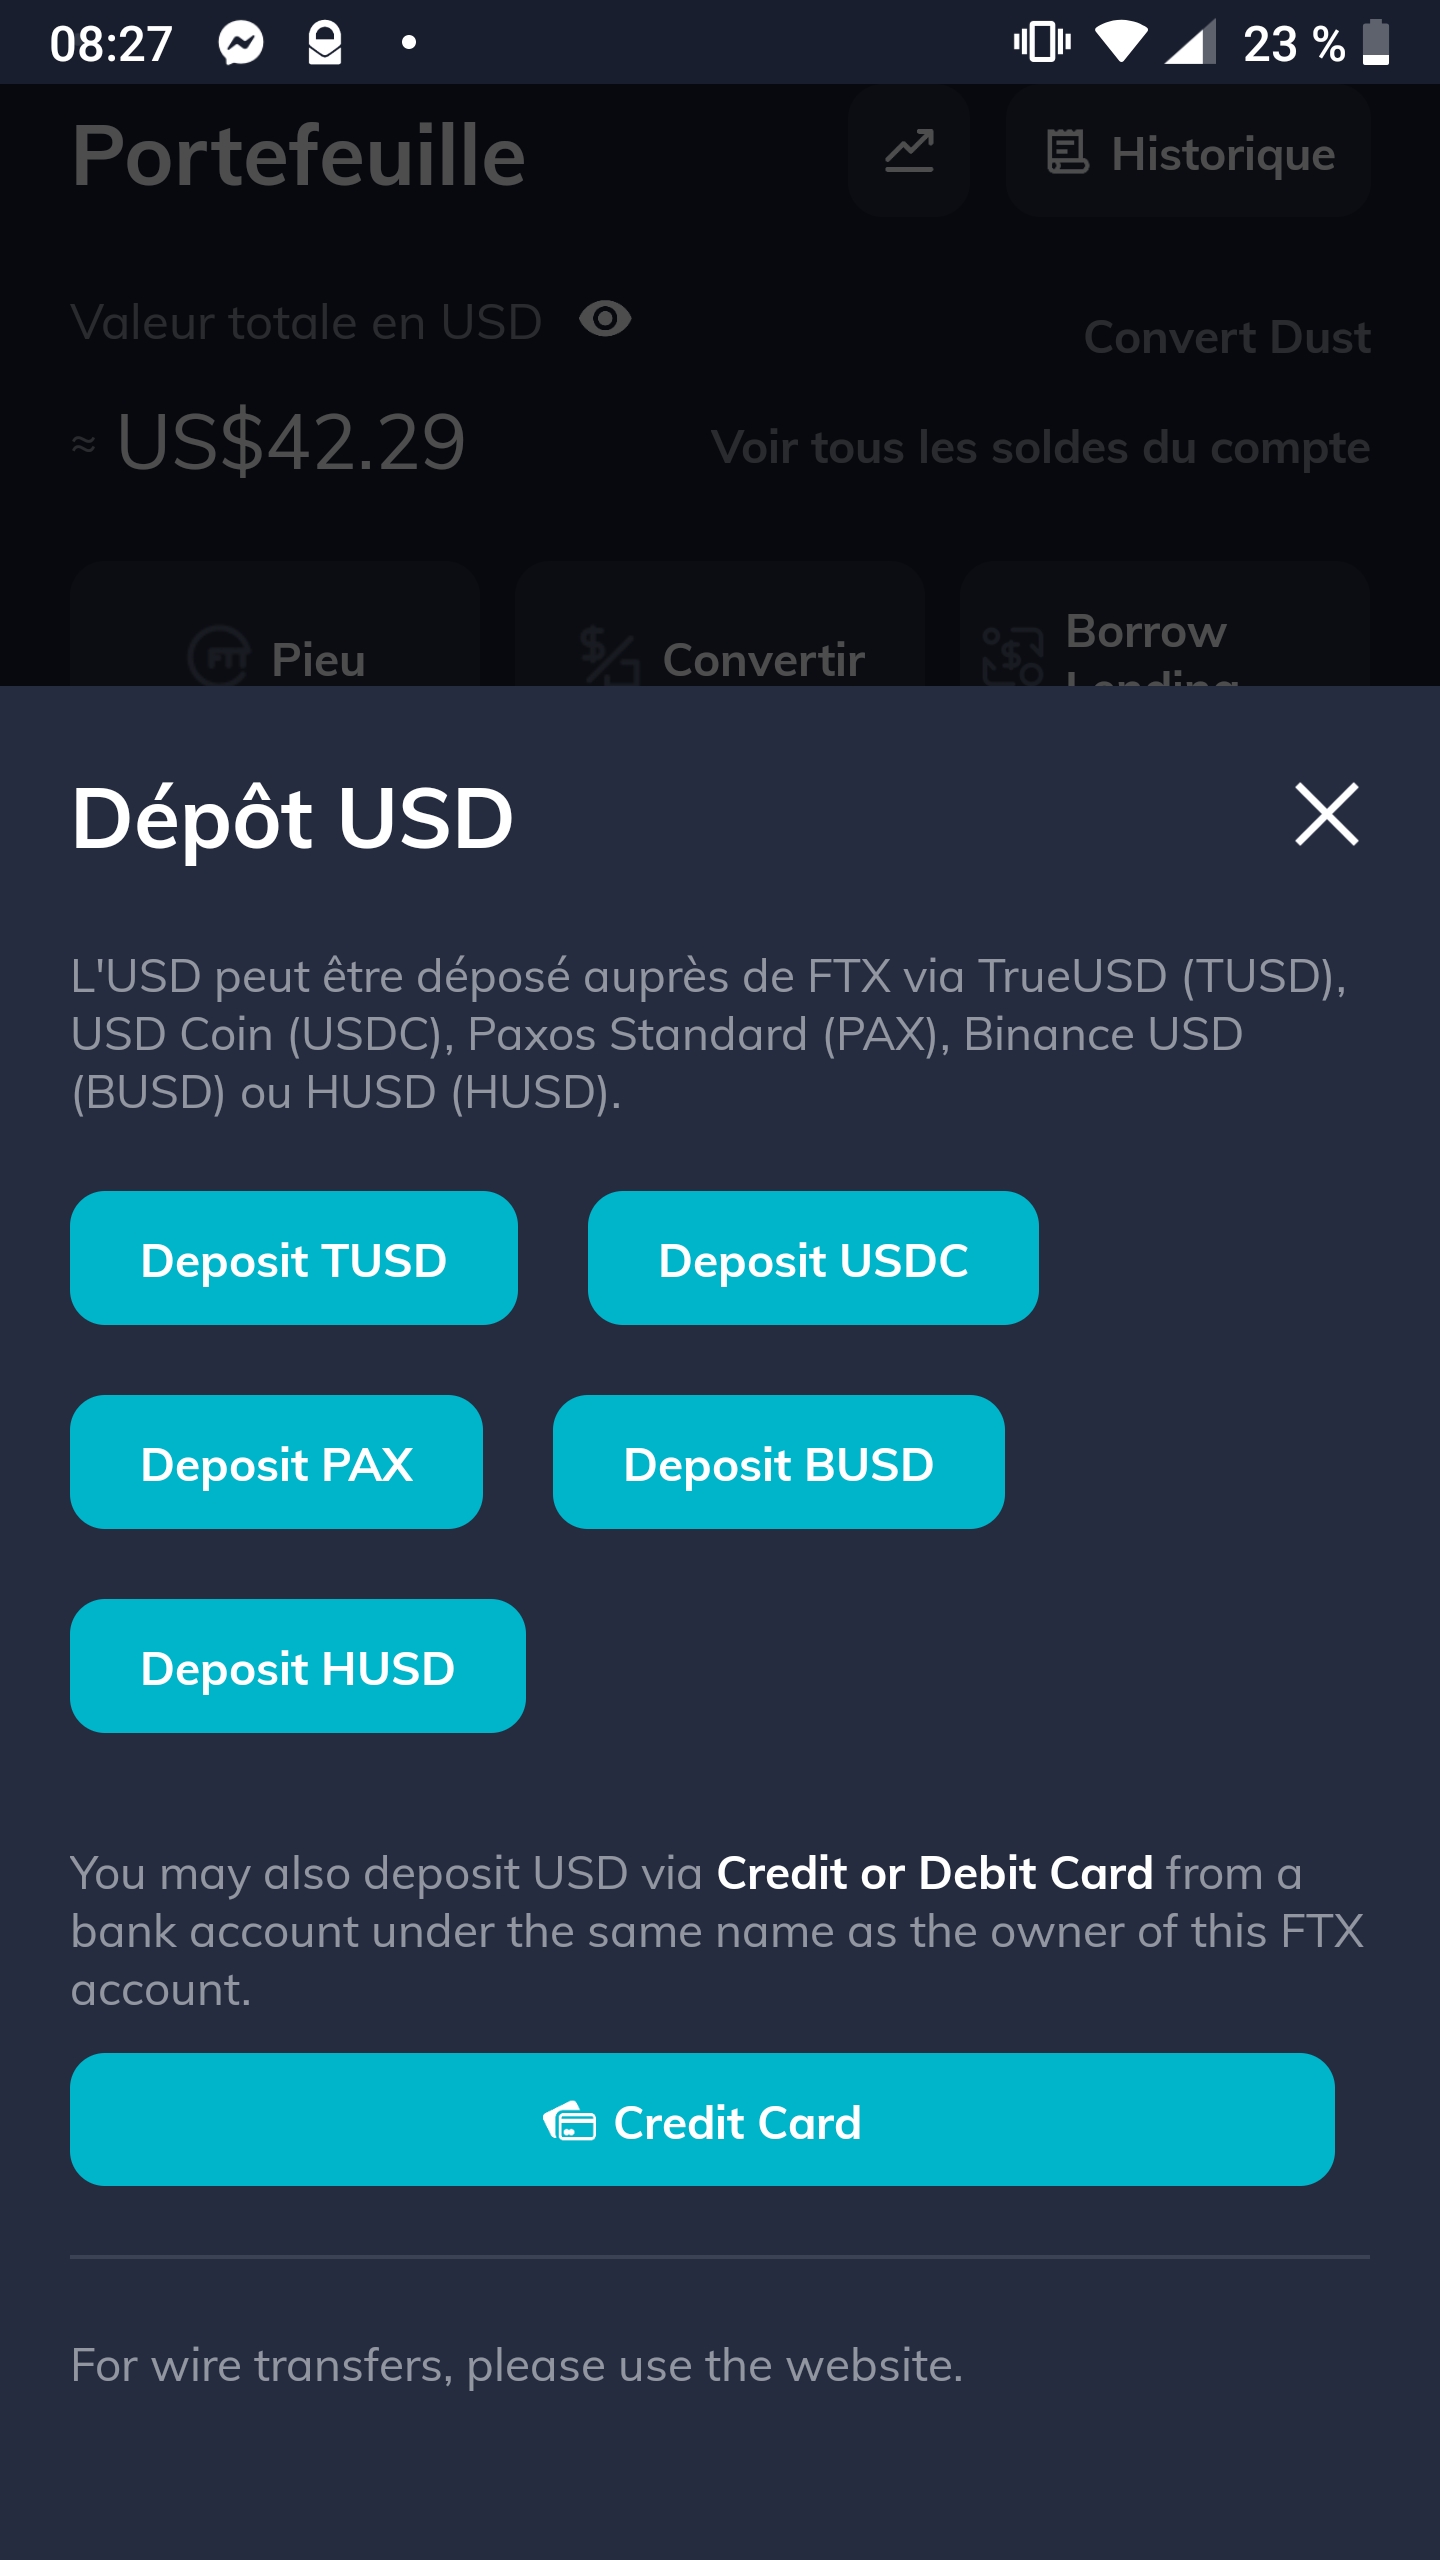 08:27
23 %
Portefeuille
Historique
Valeur totale en USD
Convert Dust
≈ US$42.29
Voir tous les soldes du compte
Pieu
Convertir
Borrow
Lending
Dépôt USD
L'USD peut être déposé auprès de FTX via TrueUSD (TUSD),
USD Coin (USDC), Paxos Standard (PAX), Binance USD
(BUSD) ou HUSD (HUSD).
Deposit TUSD
Deposit USDC
Deposit PAX
Deposit BUSD
Deposit HUSD
You may also deposit USD via Credit or Debit Card from a
bank account under the same name as the owner of this FTX
account.
Credit Card
For wire transfers, please use the website.